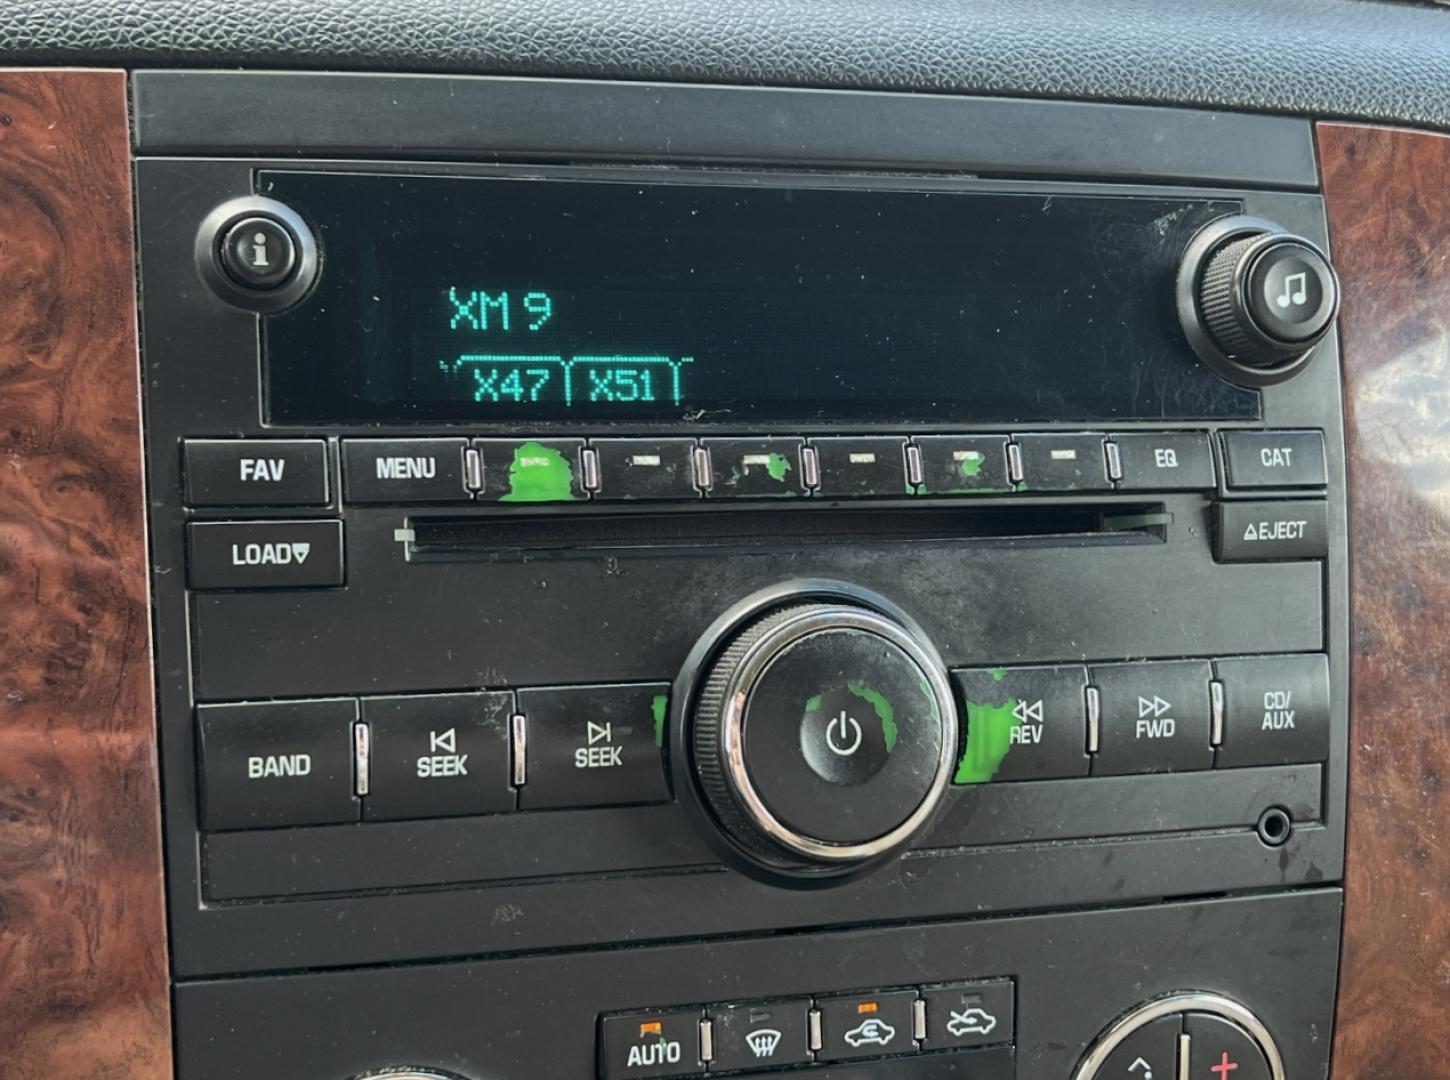 XM 9
X47 X51
FAV MENU EQ CAT
LOAD EJECT
BAND SEEK SEEK REV FWD CD/
AUX
AUTO